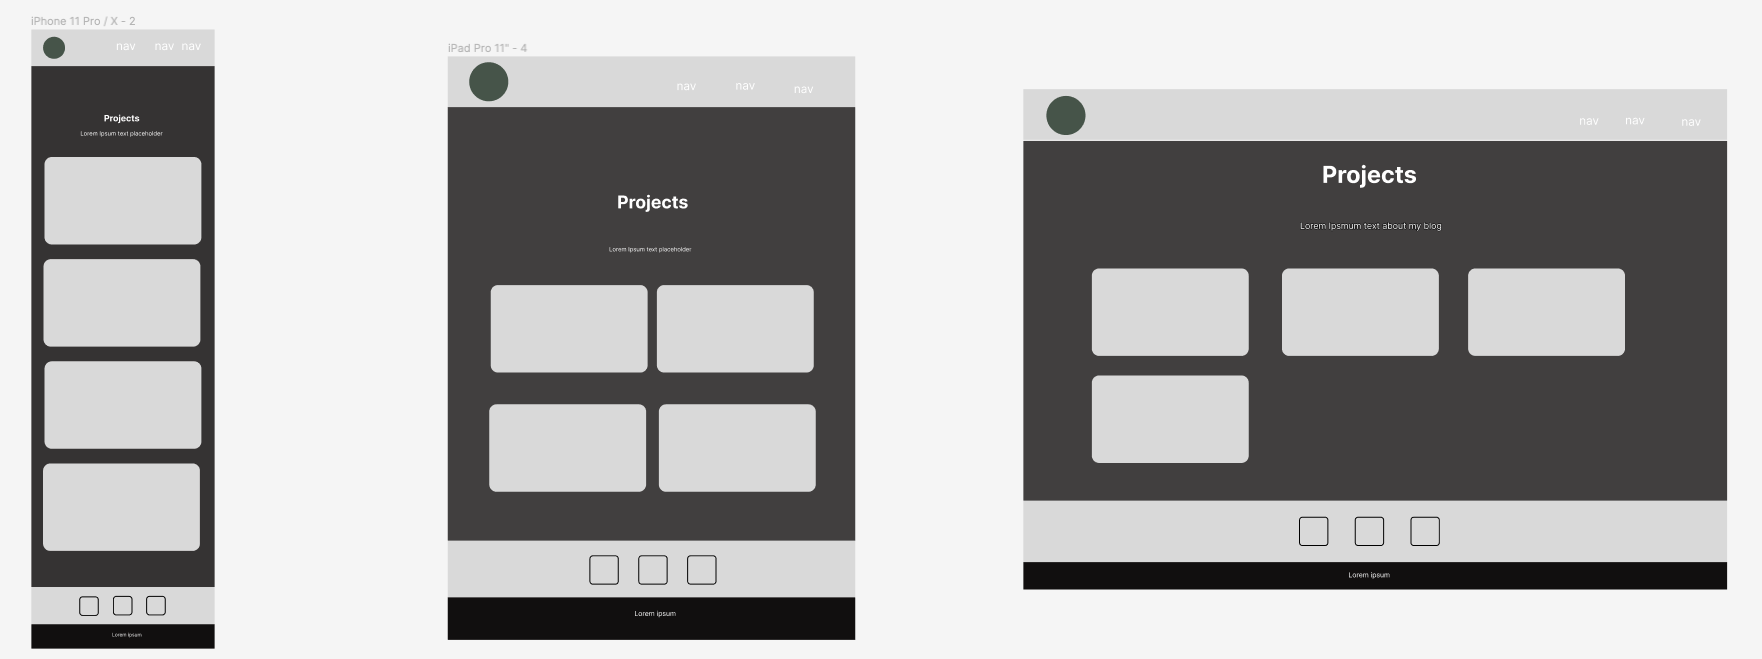 iPhone 11 Pro / X - 2
nav nav nav
Projects
Lorem Ipsum text placeholder
Lorem ipsum
iPad Pro 11" - 4
nav nav nav
Projects
Lorem Ipsum text placeholder
Lorem ipsum
nav nav nav
Projects
Lorem Ipsmum text about my blog
Lorem ipsum